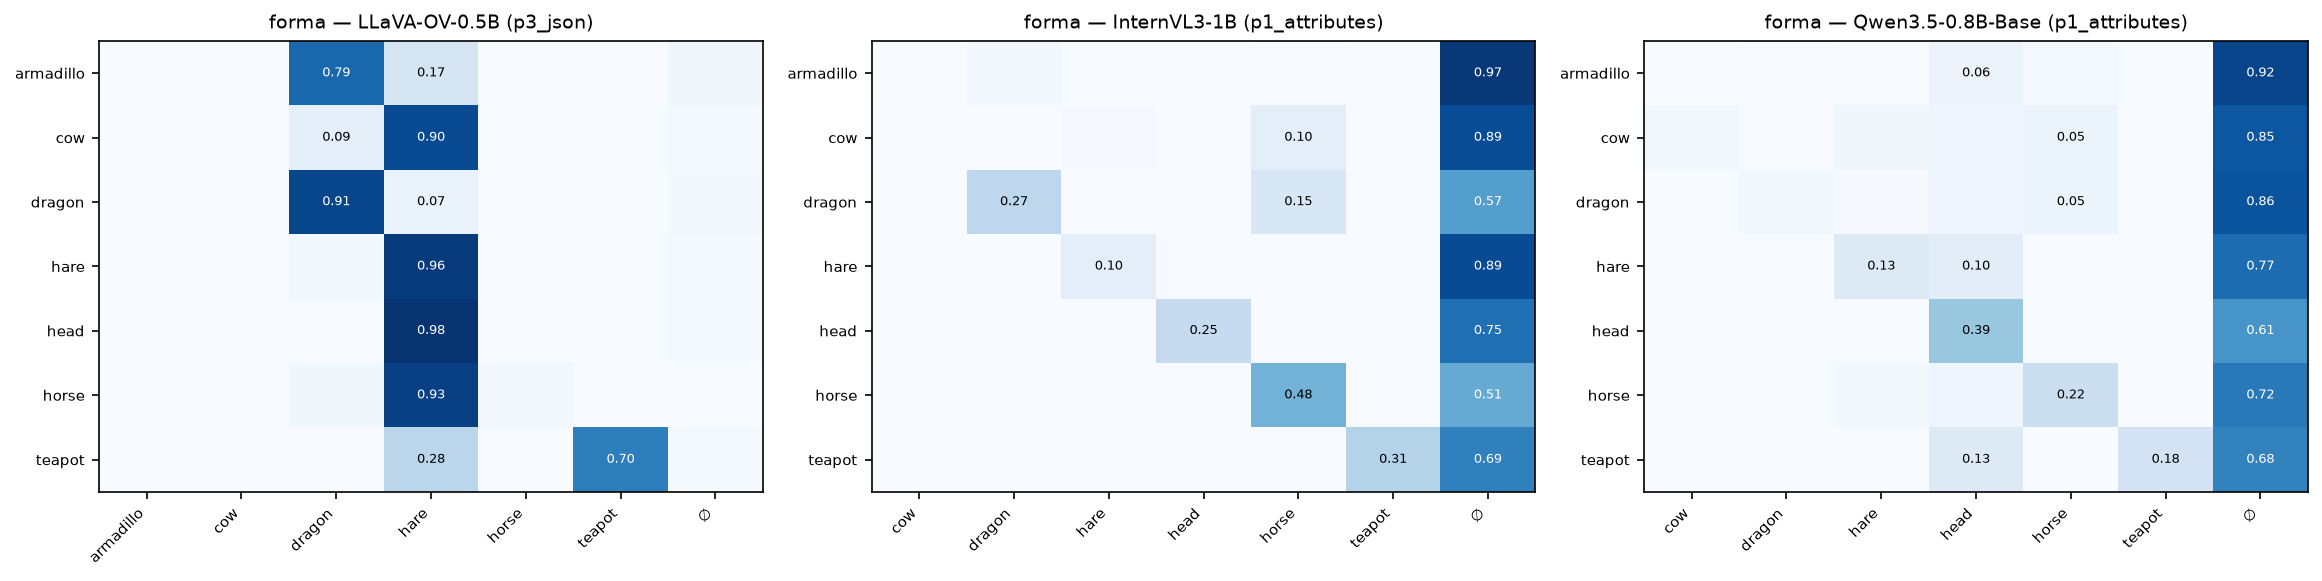 forma — LLaVA-OV-0.5B (p3_json)
armadillo
cow
dragon
hare
head
horse
teapot
0.79 0.17
0.09 0.90
0.91 0.07
0.96
0.98
0.93
0.28 0.70
armadillo cow dragon hare horse teapot ∅
forma — InternVL3-1B (p1_attributes)
armadillo
cow
dragon
hare
head
horse
teapot
0.97
0.10 0.89
0.27 0.15 0.57
0.10 0.89
0.25 0.75
0.48 0.51
0.31 0.69
cow dragon hare head horse teapot ∅
forma — Qwen3.5-0.8B-Base (p1_attributes)
armadillo
cow
dragon
hare
head
horse
teapot
0.06 0.92
0.05 0.85
0.05 0.86
0.13 0.10 0.77
0.39 0.61
0.22 0.72
0.13 0.18 0.68
cow dragon hare head horse teapot ∅